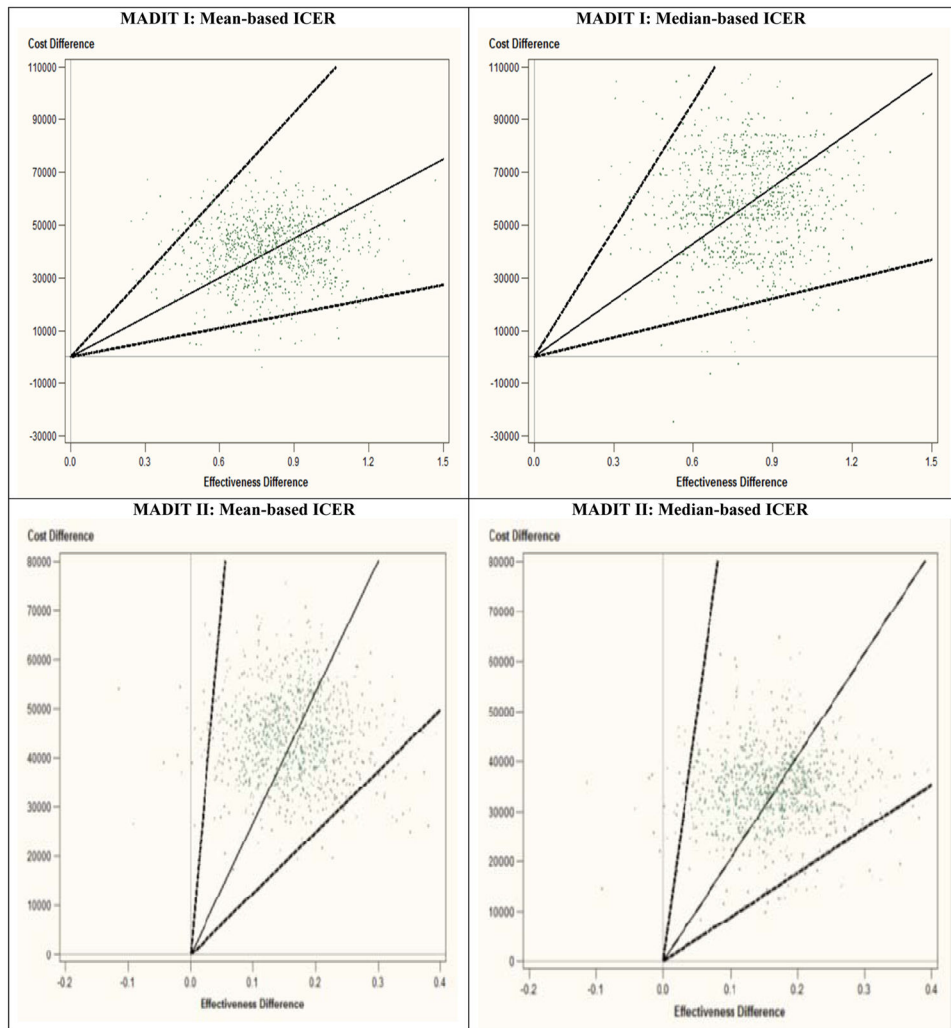 MADIT I: Mean-based ICER
Cost Difference
110000
90000
70000
50000
30000
10000
-10000
-30000
0.0 0.3 0.6 0.9 1.2 1.5
Effectiveness Difference
MADIT I: Median-based ICER
Cost Difference
110000
90000
70000
50000
30000
10000
-10000
-30000
0.0 0.3 0.6 0.9 1.2 1.5
Effectiveness Difference
MADIT II: Mean-based ICER
Cost Difference
80000
70000
60000
50000
40000
30000
20000
10000
0
-0.2 -0.1 0.0 0.1 0.2 0.3 0.4
Effectiveness Difference
MADIT II: Median-based ICER
Cost Difference
80000
70000
60000
50000
40000
30000
20000
10000
0
-0.2 -0.1 0.0 0.1 0.2 0.3 0.4
Effectiveness Difference